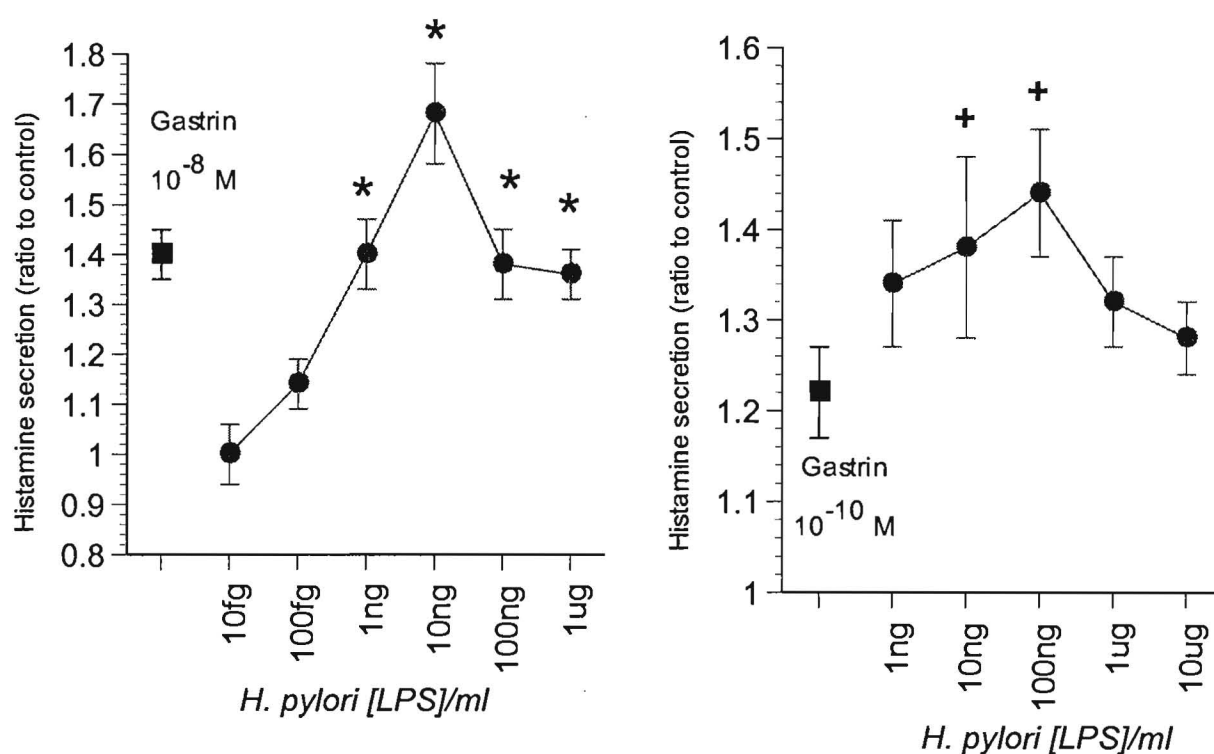 Histamine secretion (ratio to control)
1.8
1.7
1.6
1.5
1.4
1.3
1.2
1.1
1
0.9
0.8
Gastrin
10⁻⁸ M
*
*
*
*
10fg
100fg
1ng
10ng
100ng
1ug
H. pylori [LPS]/ml
Histamine secretion (ratio to control)
1.6
1.5
1.4
1.3
1.2
1.1
1
+
+
Gastrin
10⁻¹⁰ M
1ng
10ng
100ng
1ug
10ug
H. pylori [LPS]/ml